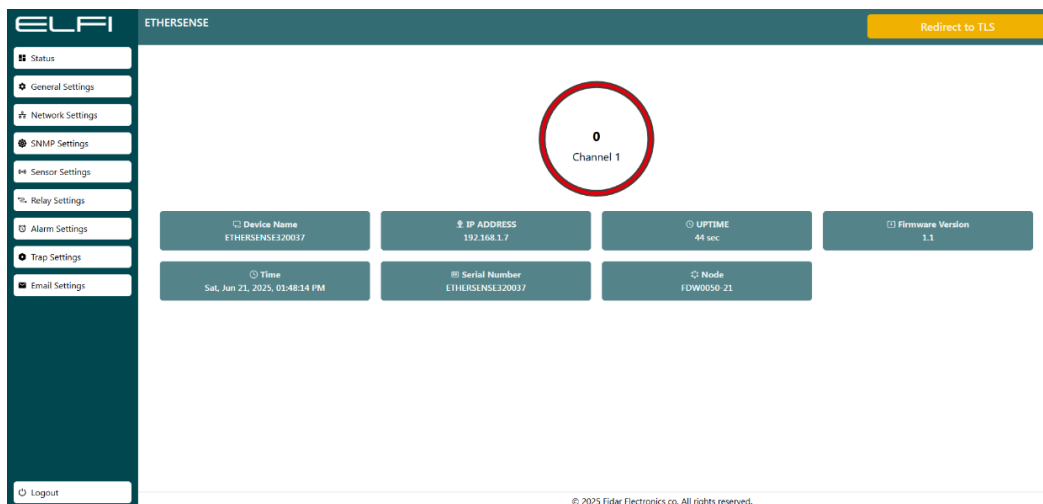 ELFI
ETHERSENSE
Redirect to TLS
Status
General Settings
Network Settings
SNMP Settings
Sensor Settings
Relay Settings
Alarm Settings
Trap Settings
Email Settings
Logout
0
Channel 1
Device Name
ETHERSENSE320037
IP ADDRESS
192.168.1.7
UPTIME
44 sec
Firmware Version
1.1
Time
Sat, Jun 21, 2025, 01:48:14 PM
Serial Number
ETHERSENSE320037
Node
FDW0050-21
© 2025 Fidar Electronics co. All rights reserved.